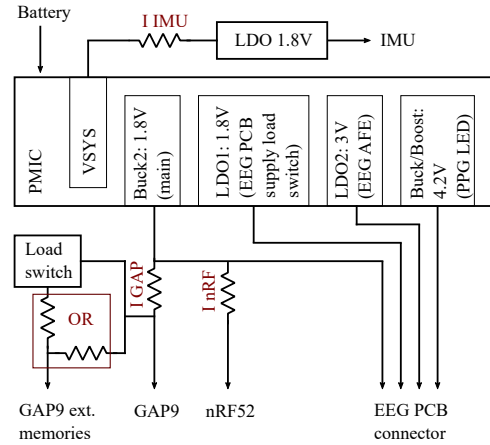 Battery
I IMU
LDO 1.8V
IMU
PMIC
VSYS
Buck2: 1.8V
(main)
LDO1: 1.8V
(EEG PCB
supply load
switch)
LDO2: 3V
(EEG AFE)
Buck/Boost:
4.2V
(PPG LED)
Load
switch
I GAP
I nRF
OR
GAP9 ext.
memories
GAP9
nRF52
EEG PCB
connector